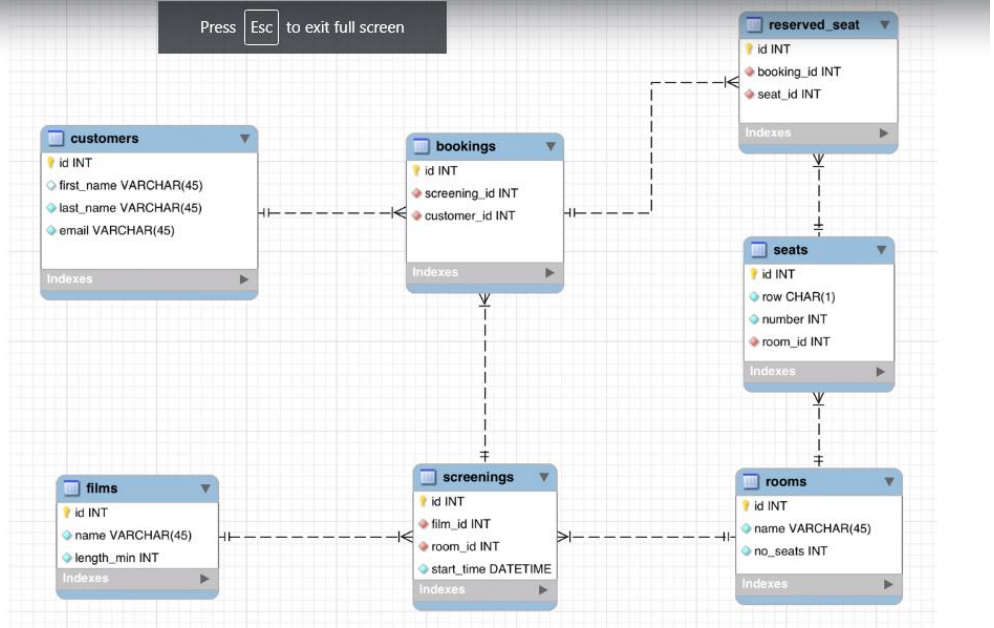 Press Esc to exit full screen
reserved_seat
id INT
booking_id INT
seat_id INT
Indexes
customers
id INT
first_name VARCHAR(45)
last_name VARCHAR(45)
email VARCHAR(45)
Indexes
bookings
id INT
screening_id INT
customer_id INT
Indexes
seats
id INT
row CHAR(1)
number INT
room_id INT
Indexes
films
id INT
name VARCHAR(45)
length_min INT
Indexes
screenings
id INT
film_id INT
room_id INT
start_time DATETIME
Indexes
rooms
id INT
name VARCHAR(45)
no_seats INT
Indexes